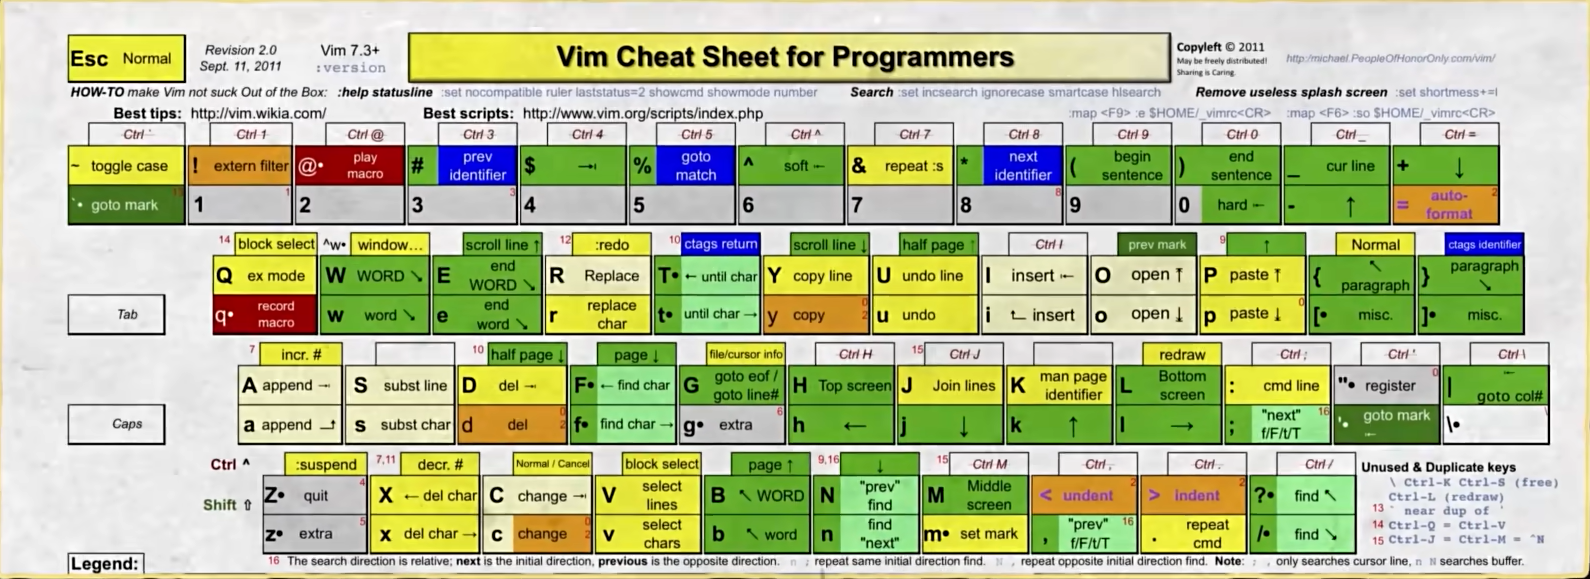 Esc Normal
Revision 2.0
Sept. 11, 2011
Vim 7.3+
:version
Vim Cheat Sheet for Programmers
Copyleft © 2011
May be freely distributed!
Sharing is Caring.
http:/michael.PeopleOfHonorOnly.com/vim/
HOW-TO make Vim not suck Out of the Box: :help statusline :set nocompatible ruler laststatus=2 showcmd showmode number Search :set incsearch ignorecase smartcase hlsearch Remove useless splash screen :set shortmess+=I
Best tips: http://vim.wikia.com/ Best scripts: http://www.vim.org/scripts/index.php :map <F9> :e $HOME/_vimrc<CR> :map <F6> :so $HOME/_vimrc<CR>
Ctrl ` Ctrl 1 Ctrl @ Ctrl 3 Ctrl 4 Ctrl 5 Ctrl ^ Ctrl 7 Ctrl 8 Ctrl 9 Ctrl 0 Ctrl _ Ctrl =
~ toggle case ! extern filter @• play macro # prev identifier $ →| % goto match ^ soft ← & repeat :s * next identifier ( begin sentence ) end sentence _ cur line + ↓
`• goto mark 13 1 1 2 3 3 4 5 6 7 8 8 9 0 hard ← - ↑ = auto-format 2
14 block select ^w• window... scroll line ↑ 12 :redo 10 ctags return scroll line ↓ half page ↑ Ctrl I prev mark 9 ↑ Normal ctags identifier
Q ex mode W WORD ↘ E end WORD ↘ R Replace T• ← until char Y copy line U undo line I insert ← O open ↑ P paste ↑ { ↖ paragraph } paragraph ↘
Tab q• record macro w word ↘ e end word ↘ r replace char t• until char → y copy 0 2 u undo i insert o open ↓ p paste ↓ 0 [• misc. ]• misc.
7 incr. # 10 half page ↓ page ↓ file/cursor info Ctrl H 15 Ctrl J redraw Ctrl ; Ctrl ' Ctrl \
A append → S subst line D del → F• ← find char G goto eof / goto line# H Top screen J Join lines K man page identifier L Bottom screen : cmd line "• register 0 | ← goto col#
Caps a append s subst char d del 0 2 f• find char → g• extra 6 h ← j ↓ k ↑ l → ; "next" f/F/t/T 16 '• goto mark ← \•
Ctrl ^ :suspend 7,11 decr. # Normal / Cancel block select page ↑ 9,16 ↓ 15 Ctrl M Ctrl , Ctrl . Ctrl /
Shift ⇧ Z• quit 4 X ← del char C change → V select lines B ↖ WORD N "prev" find M Middle screen < undent 2 > indent 2 ?• find ↖
z• extra 5 x del char → c change 0 2 v select chars b ↖ word n find "next" m• set mark , "prev" f/F/t/T 16 . repeat cmd /• find ↘
Unused & Duplicate keys
\ Ctrl-K Ctrl-S (free)
Ctrl-L (redraw)
13 ` near dup of '
14 Ctrl-Q = Ctrl-V
15 Ctrl-J = Ctrl-M = ^N
Legend: 16 The search direction is relative; next is the initial direction, previous is the opposite direction. n ; repeat same initial direction find. N , repeat opposite initial direction find. Note: ; , only searches cursor line, n N searches buffer.